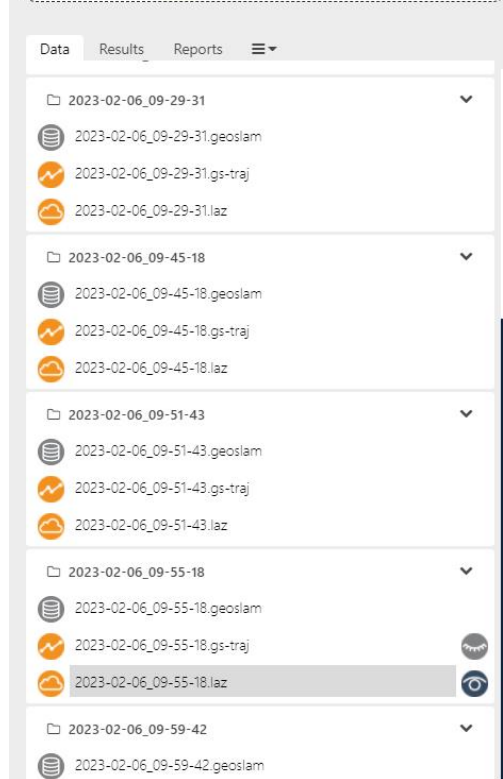 Data Results Reports
2023-02-06_09-29-31
2023-02-06_09-29-31.geoslam
2023-02-06_09-29-31.gs-traj
2023-02-06_09-29-31.laz
2023-02-06_09-45-18
2023-02-06_09-45-18.geoslam
2023-02-06_09-45-18.gs-traj
2023-02-06_09-45-18.laz
2023-02-06_09-51-43
2023-02-06_09-51-43.geoslam
2023-02-06_09-51-43.gs-traj
2023-02-06_09-51-43.laz
2023-02-06_09-55-18
2023-02-06_09-55-18.geoslam
2023-02-06_09-55-18.gs-traj
2023-02-06_09-55-18.laz
2023-02-06_09-59-42
2023-02-06_09-59-42.geoslam